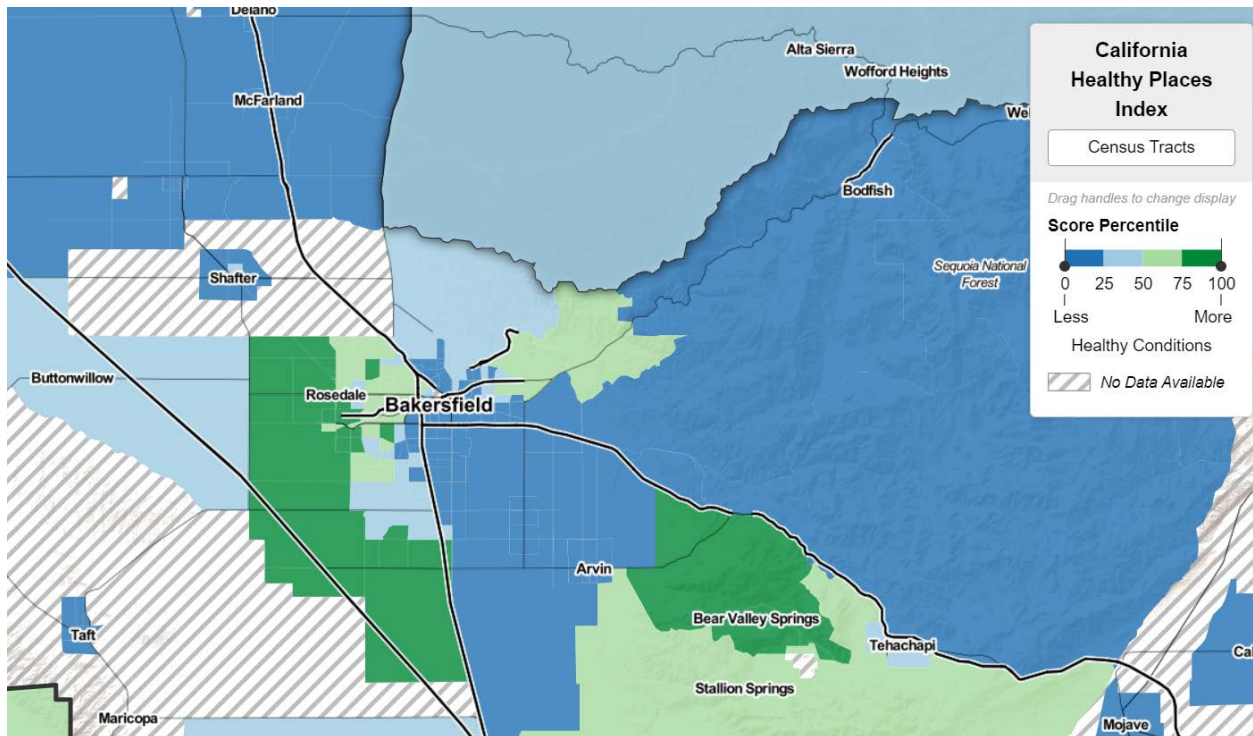 Delano
McFarland
Alta Sierra
Wofford Heights
Bodfish
Sequoia National
Forest
Shafter
Buttonwillow
Rosedale
Bakersfield
Arvin
Bear Valley Springs
Tehachapi
Stallion Springs
Taft
Maricopa
Mojave
California
Healthy Places
Index
Census Tracts
Drag handles to change display
Score Percentile
0 25 50 75 100
Less More
Healthy Conditions
No Data Available